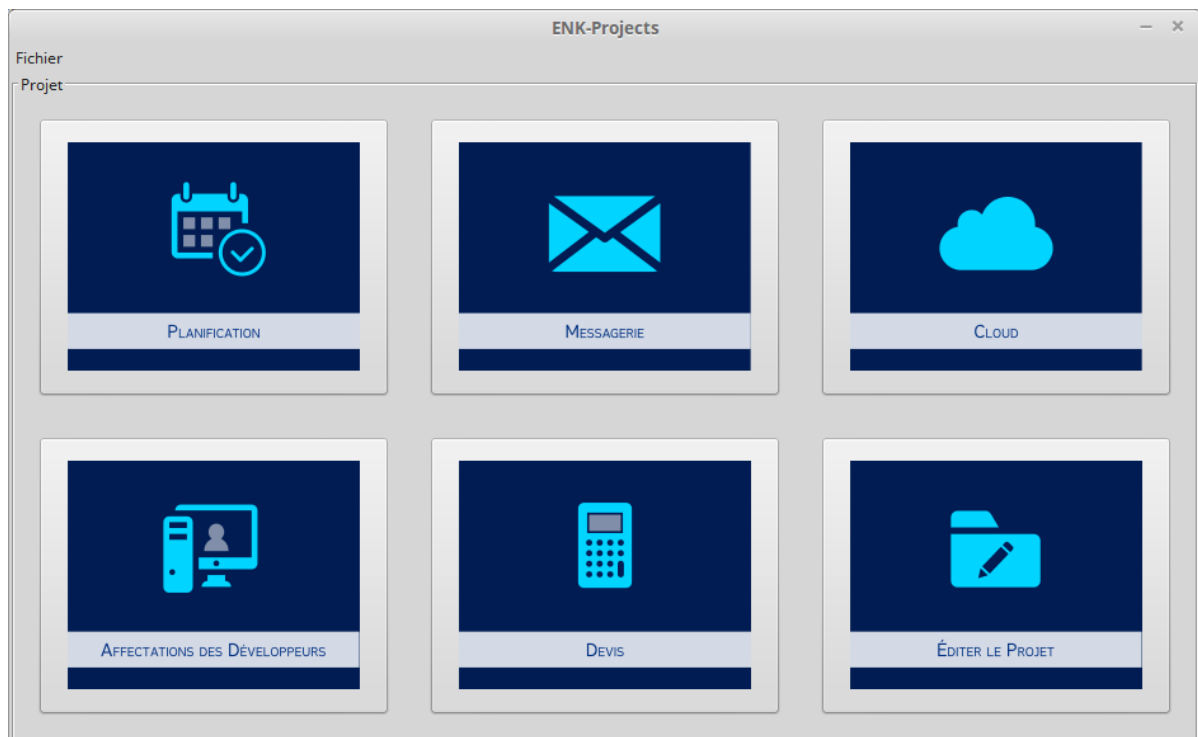 ENK-Projects
Fichier
Projet
Planification
Messagerie
Cloud
Affectations des Développeurs
Devis
Éditer le Projet